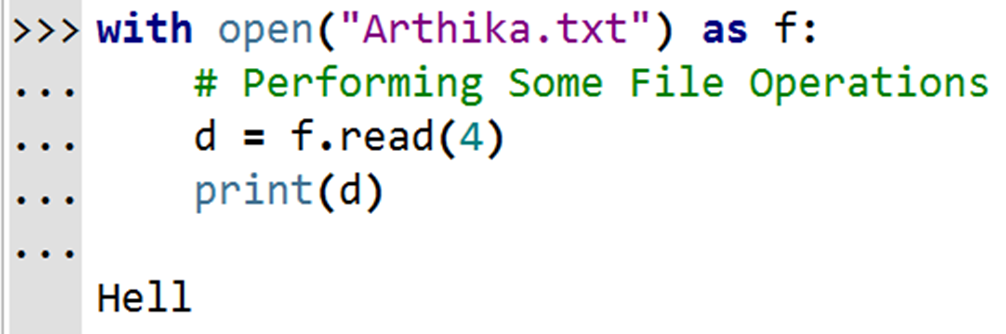 >>> with open("Arthika.txt") as f:
...     # Performing Some File Operations
...     d = f.read(4)
...     print(d)
...
Hell